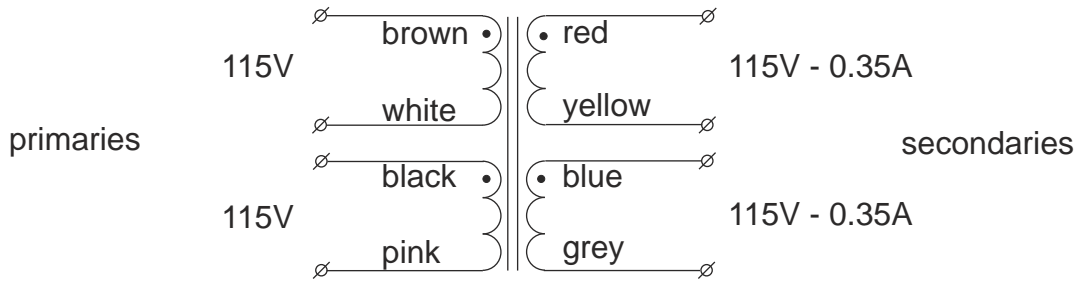 brown
red
115V
115V - 0.35A
white
yellow
primaries
secondaries
black
blue
115V
115V - 0.35A
pink
grey